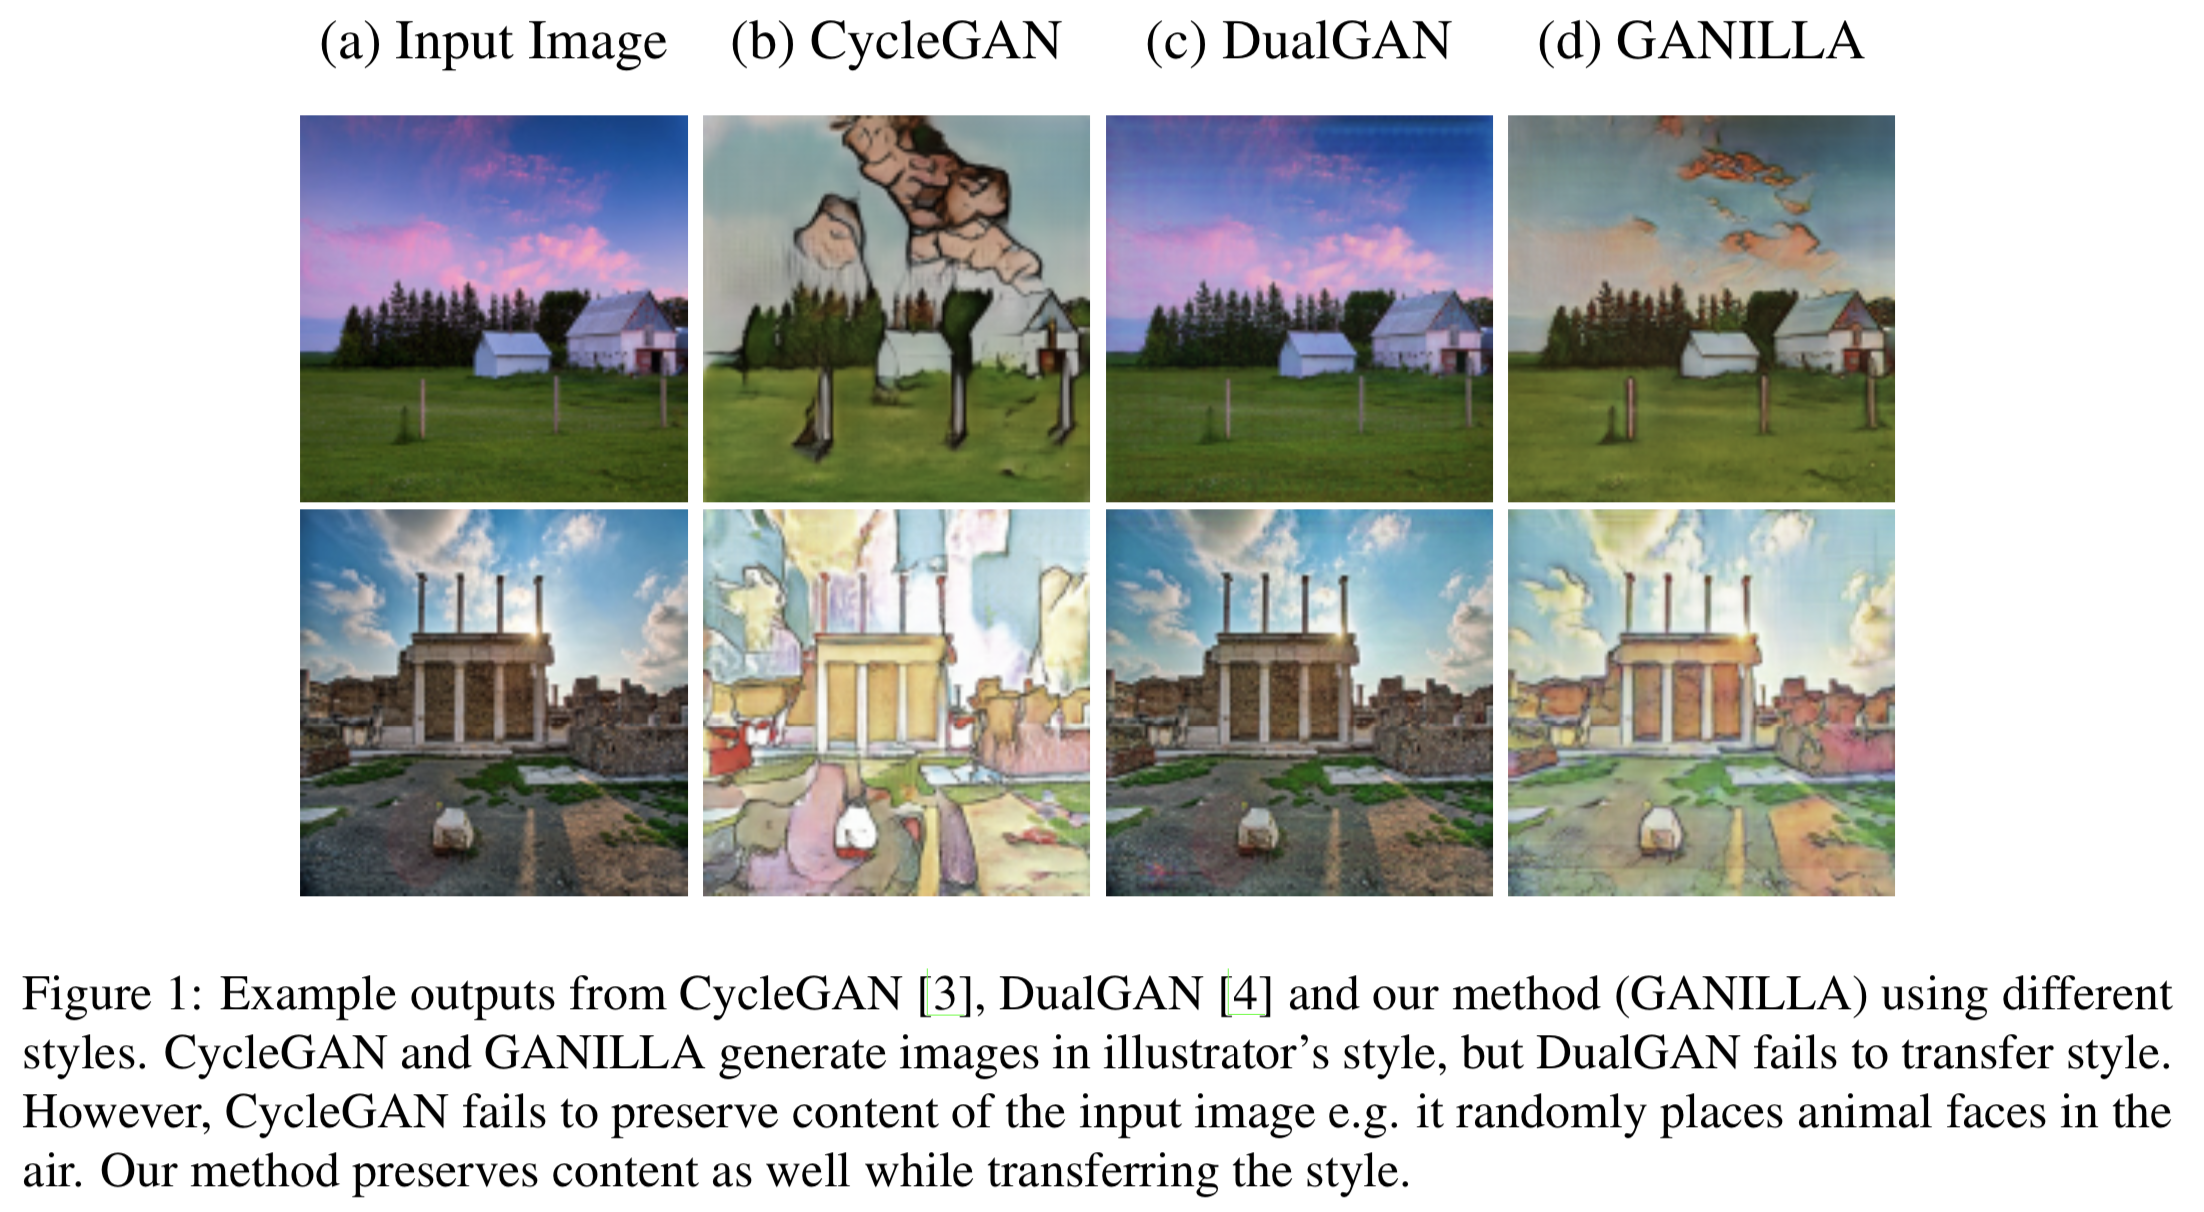 (a) Input Image (b) CycleGAN (c) DualGAN (d) GANILLA
Figure 1: Example outputs from CycleGAN [3], DualGAN [4] and our method (GANILLA) using different
styles. CycleGAN and GANILLA generate images in illustrator's style, but DualGAN fails to transfer style.
However, CycleGAN fails to preserve content of the input image e.g. it randomly places animal faces in the
air. Our method preserves content as well while transferring the style.